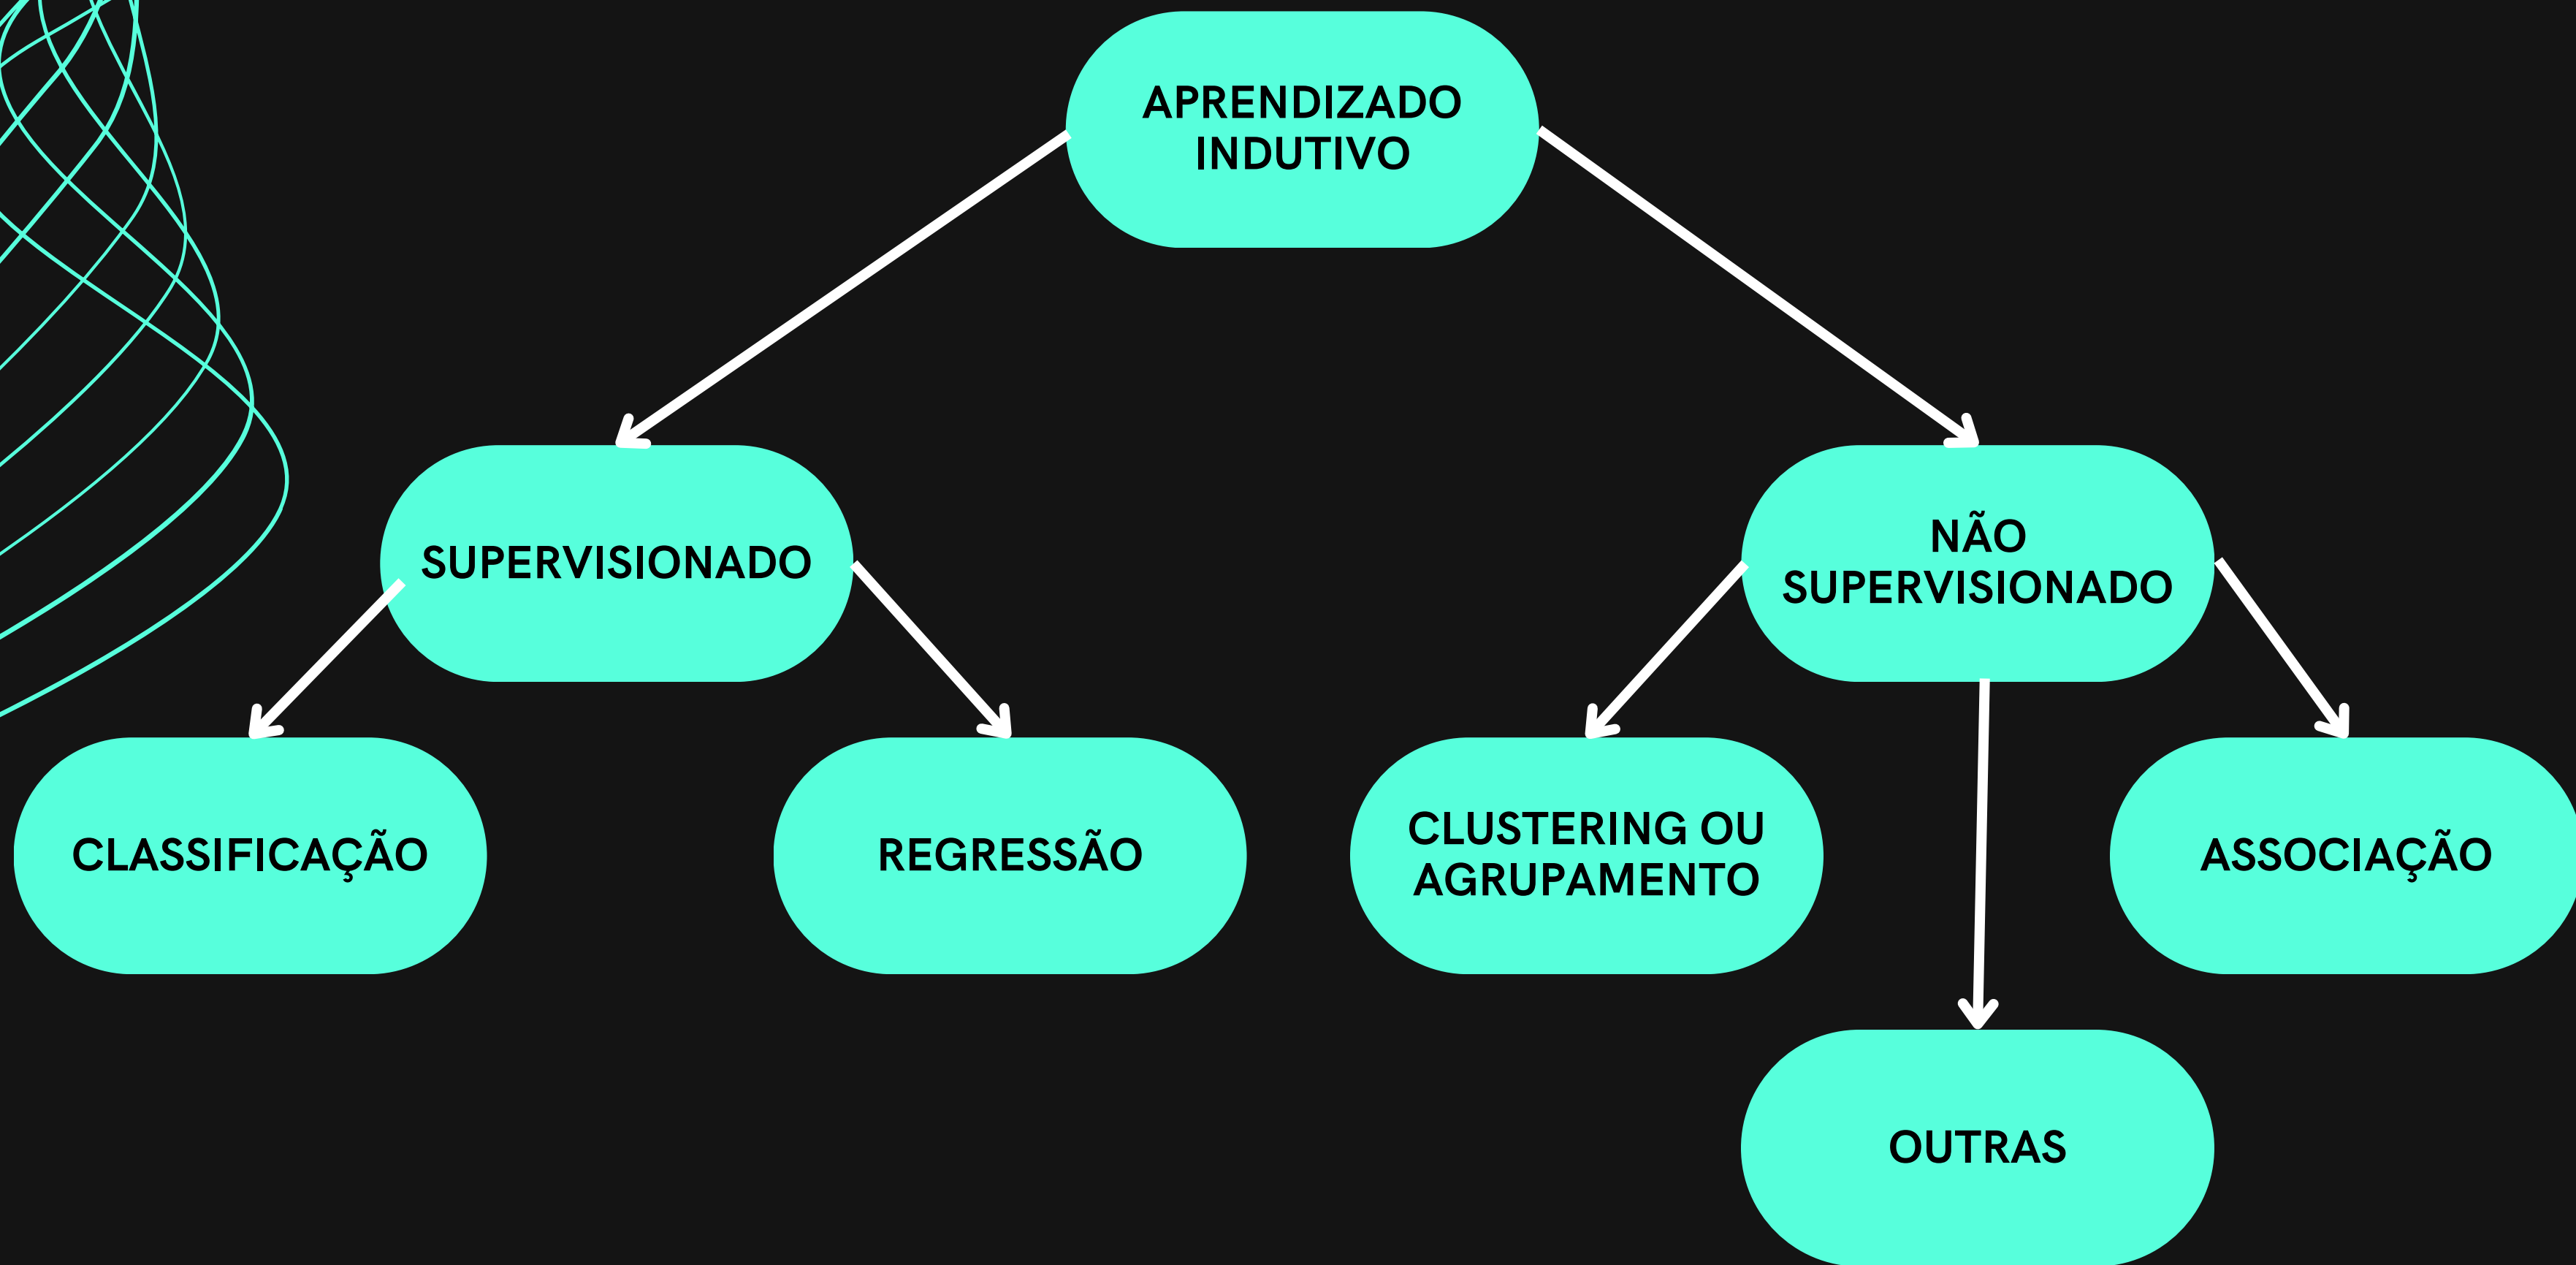 APRENDIZADO
INDUTIVO
SUPERVISIONADO
NÃO
SUPERVISIONADO
CLASSIFICAÇÃO
REGRESSÃO
CLUSTERING OU
AGRUPAMENTO
ASSOCIAÇÃO
OUTRAS